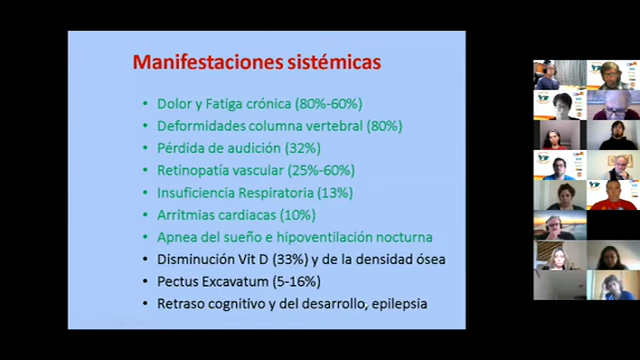 Manifestaciones sistémicas
• Dolor y Fatiga crónica (80%-60%)
• Deformidades columna vertebral (80%)
• Pérdida de audición (32%)
• Retinopatía vascular (25%-60%)
• Insuficiencia Respiratoria (13%)
• Arritmias cardiacas (10%)
• Apnea del sueño e hipoventilación nocturna
• Disminución Vit D (33%) y de la densidad ósea
• Pectus Excavatum (5-16%)
• Retraso cognitivo y del desarrollo, epilepsia